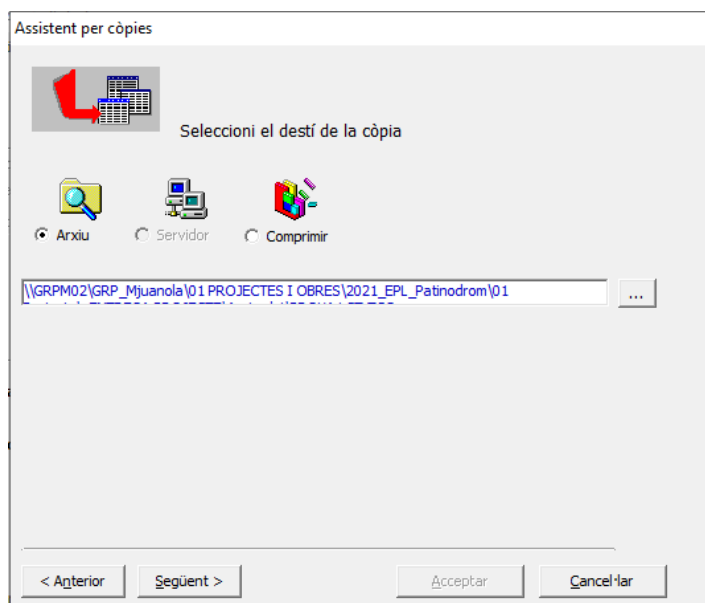 Assistent per còpies
Seleccioni el destí de la còpia
Arxiu
Servidor
Comprimir
\\GRPM02\GRP_Mjuanola\01 PROJECTES I OBRES\2021_EPL_Patinodrom\01
...
< Anterior
Següent >
Acceptar
Cancel·lar